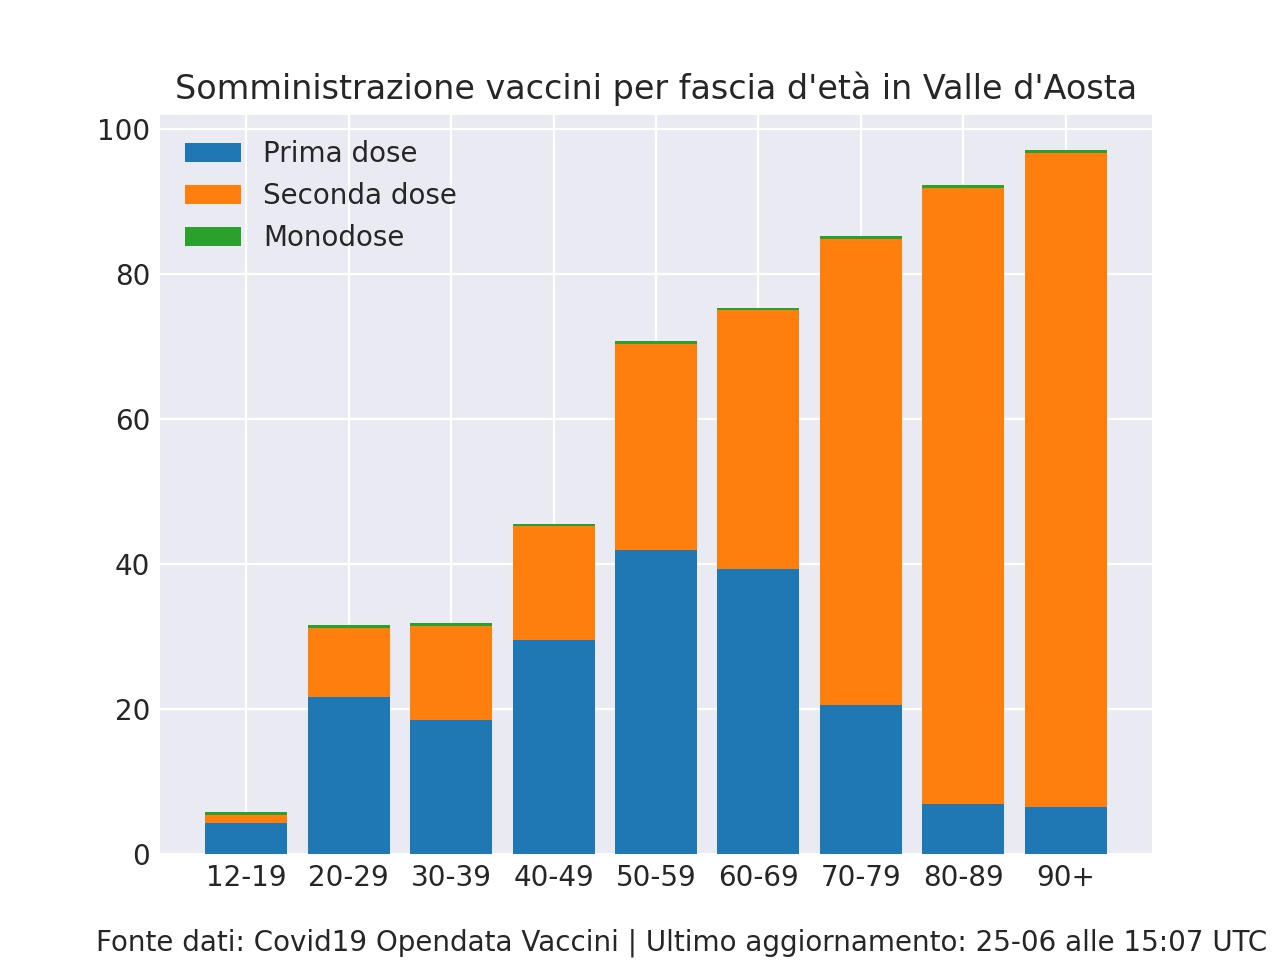 Somministrazione vaccini per fascia d'età in Valle d'Aosta
100
80
60
40
20
0
Prima dose
Seconda dose
Monodose
12-19 20-29 30-39 40-49 50-59 60-69 70-79 80-89 90+
Fonte dati: Covid19 Opendata Vaccini | Ultimo aggiornamento: 25-06 alle 15:07 UTC